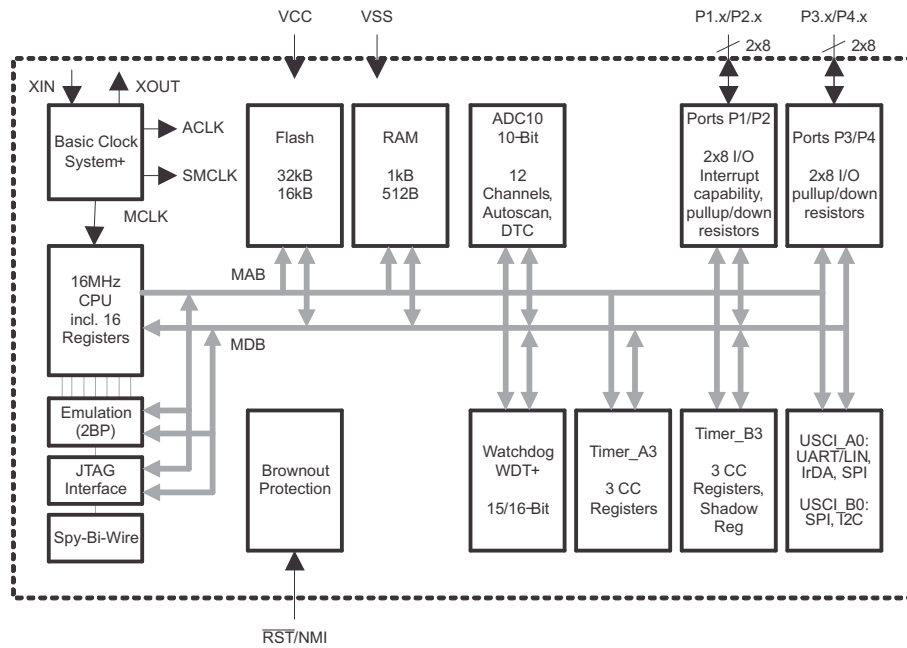 VCC
VSS
P1.x/P2.x
2x8
P3.x/P4.x
2x8
XIN
XOUT
Basic Clock
System+
ACLK
SMCLK
MCLK
Flash
32kB
16kB
RAM
1kB
512B
ADC10
10-Bit
12
Channels,
Autoscan,
DTC
Ports P1/P2
2x8 I/O
Interrupt
capability,
pullup/down
resistors
Ports P3/P4
2x8 I/O
pullup/down
resistors
16MHz
CPU
incl. 16
Registers
MAB
MDB
Emulation
(2BP)
JTAG
Interface
Spy-Bi-Wire
Brownout
Protection
Watchdog
WDT+
15/16-Bit
Timer_A3
3 CC
Registers
Timer_B3
3 CC
Registers,
Shadow
Reg
USCI_A0:
UART/LIN,
IrDA, SPI
USCI_B0:
SPI, I2C
RST/NMI